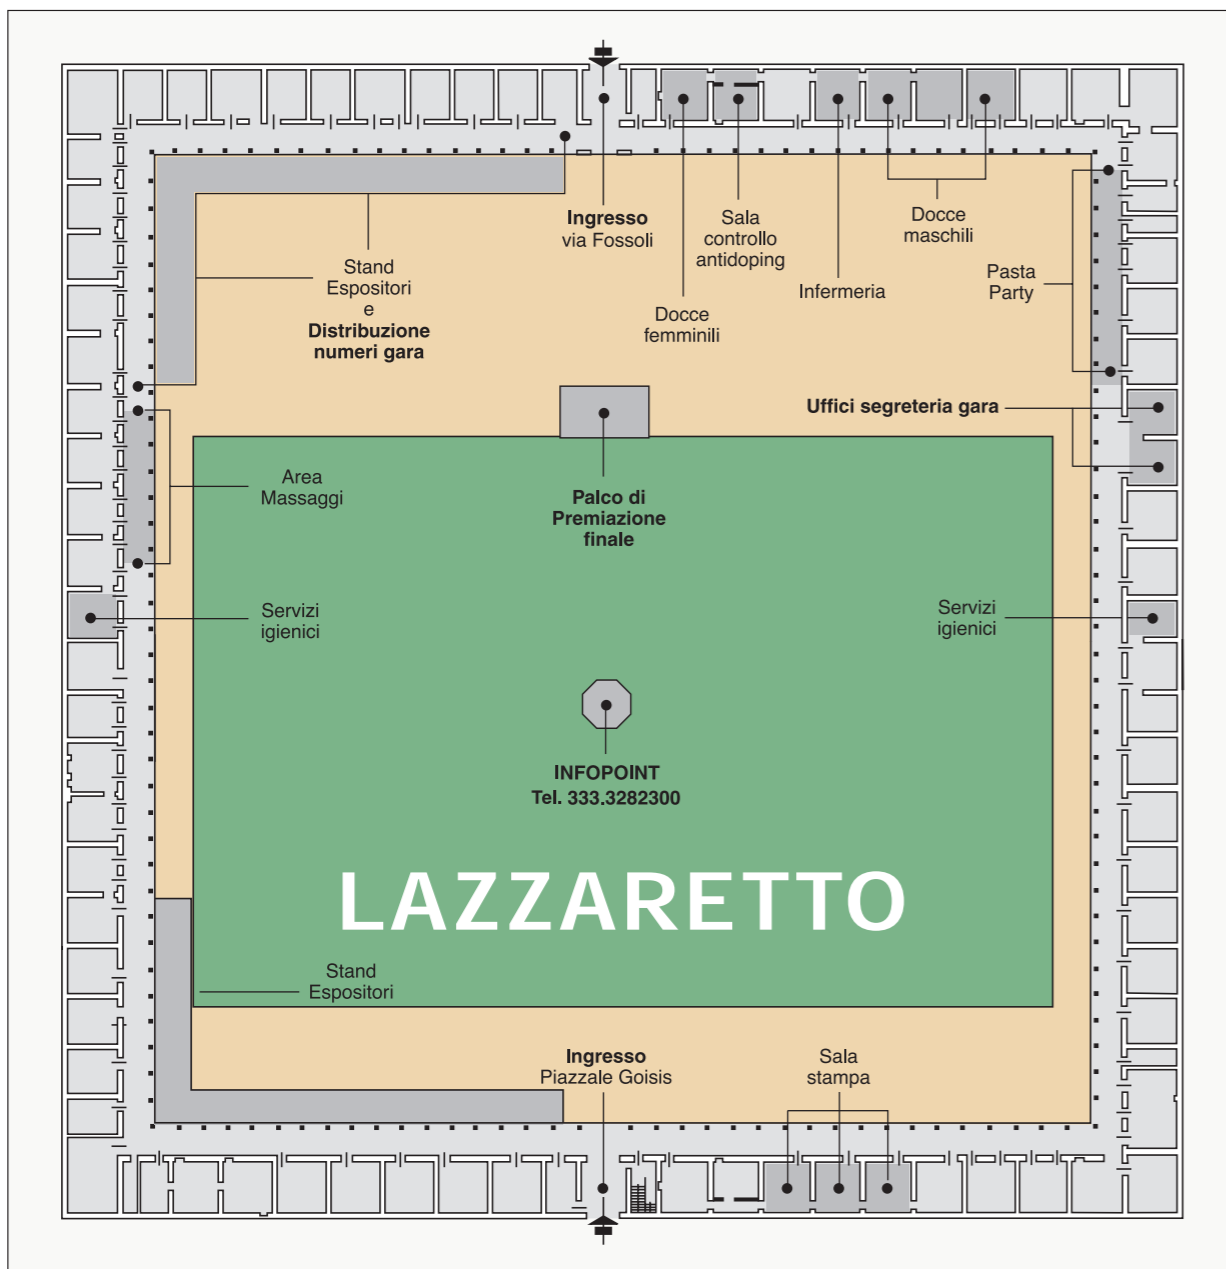 Ingresso
via Fossoli
Sala
controllo
antidoping
Docce
maschili
Stand
Espositori
e
Distribuzione
numeri gara
Docce
femminili
Infermeria
Pasta
Party
Uffici segreteria gara
Area
Massaggi
Palco di
Premiazione
finale
Servizi
igienici
Servizi
igienici
INFOPOINT
Tel. 333.3282300
LAZZARETTO
Stand
Espositori
Ingresso
Piazzale Goisis
Sala
stampa